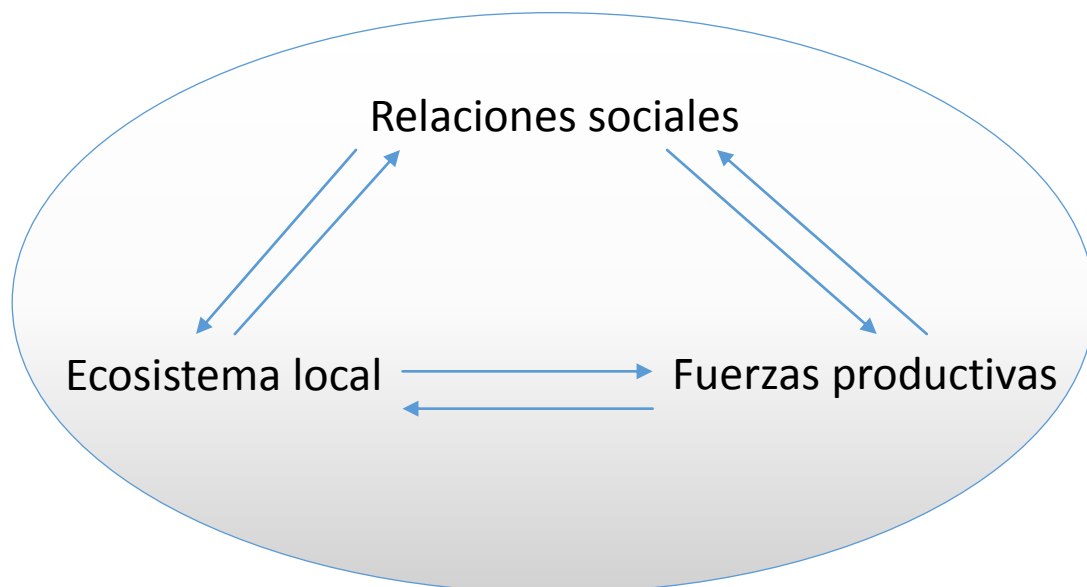 Relaciones sociales
Ecosistema local
Fuerzas productivas